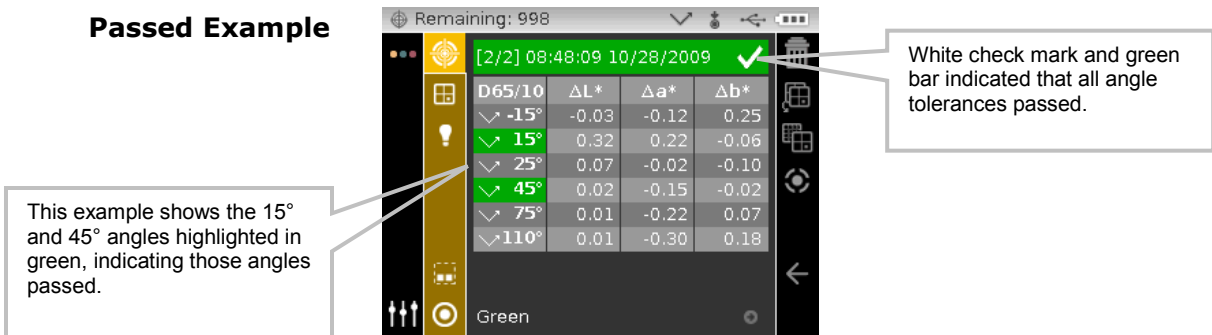 Passed Example
Remaining: 998
[2/2] 08:48:09 10/28/2009
D65/10 ΔL* Δa* Δb*
-15° -0.03 -0.12 0.25
15° 0.32 0.22 -0.06
25° 0.07 -0.02 -0.10
45° 0.02 -0.15 -0.02
75° 0.01 -0.22 0.07
110° 0.01 -0.30 0.18
Green
White check mark and green
bar indicated that all angle
tolerances passed.
This example shows the 15°
and 45° angles highlighted in
green, indicating those angles
passed.